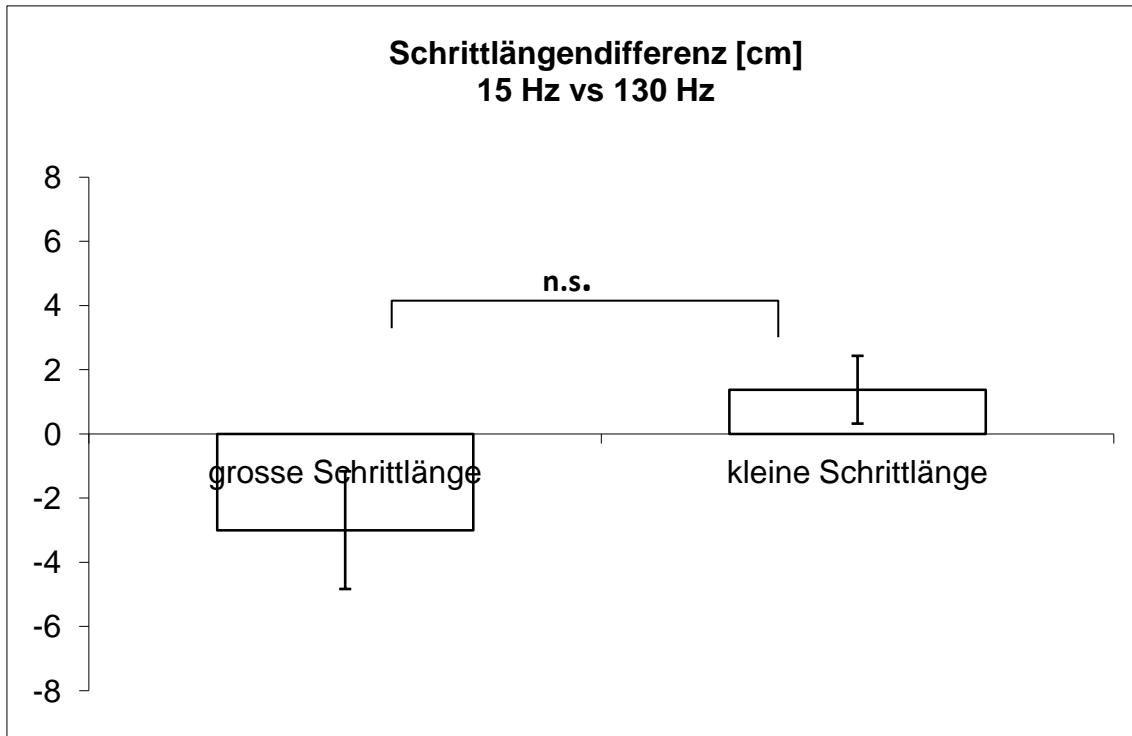 Schrittlängendifferenz [cm]
15 Hz vs 130 Hz
8
6
n.s.
4
2
0
grosse Schrittlänge kleine Schrittlänge
-2
-4
-6
-8